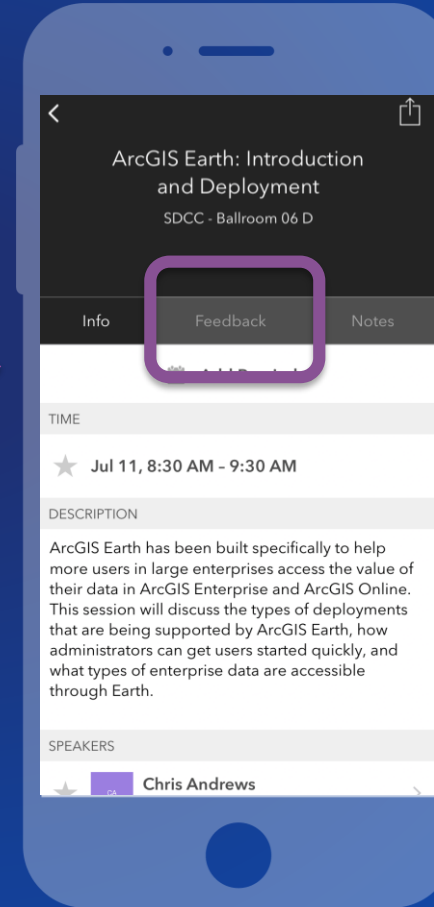 ArcGIS Earth: Introduction
and Deployment
SDCC - Ballroom 06 D
Info Feedback Notes
TIME
Jul 11, 8:30 AM – 9:30 AM
DESCRIPTION
ArcGIS Earth has been built specifically to help
more users in large enterprises access the value of
their data in ArcGIS Enterprise and ArcGIS Online.
This session will discuss the types of deployments
that are being supported by ArcGIS Earth, how
administrators can get users started quickly, and
what types of enterprise data are accessible
through Earth.
SPEAKERS
CA
Chris Andrews